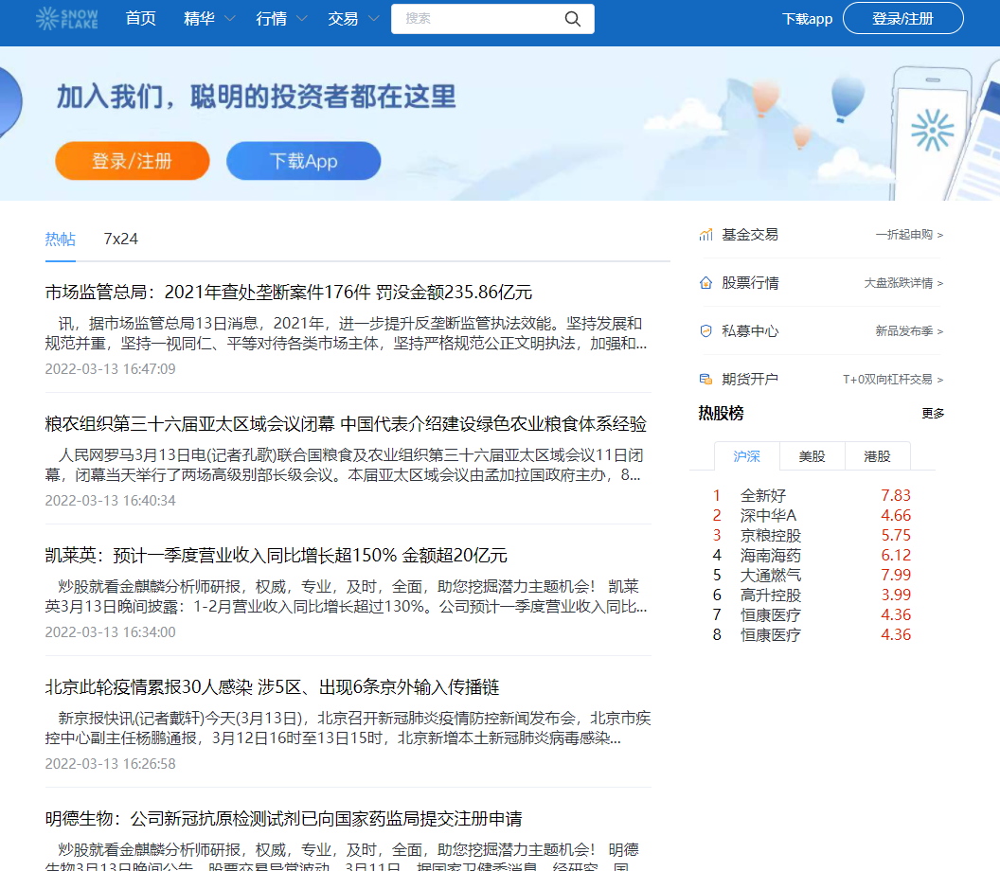 SNOW FLAKE 首页 精华 行情 交易 搜索 下载app 登录/注册
加入我们，聪明的投资者都在这里
登录/注册 下载App
热帖 7x24
市场监管总局：2021年查处垄断案件176件 罚没金额235.86亿元
讯，据市场监管总局13日消息，2021年，进一步提升反垄断监管执法效能。坚持发展和
规范并重，坚持一视同仁、平等对待各类市场主体，坚持严格规范公正文明执法，加强和...
2022-03-13 16:47:09
粮农组织第三十六届亚太区域会议闭幕 中国代表介绍建设绿色农业粮食体系经验
人民网罗马3月13日电(记者孔歌)联合国粮食及农业组织第三十六届亚太区域会议11日闭
幕，闭幕当天举行了两场高级别部长级会议。本届亚太区域会议由孟加拉国政府主办，8...
2022-03-13 16:40:34
凯莱英：预计一季度营业收入同比增长超150% 金额超20亿元
炒股就看金麒麟分析师研报，权威，专业，及时，全面，助您挖掘潜力主题机会！ 凯莱
英3月13日晚间披露：1-2月营业收入同比增长超过130%。公司预计一季度营业收入同比...
2022-03-13 16:34:00
北京此轮疫情累报30人感染 涉5区、出现6条京外输入传播链
新京报快讯(记者戴轩)今天(3月13日)，北京召开新冠肺炎疫情防控新闻发布会，北京市疾
控中心副主任杨鹏通报，3月12日16时至13日15时，北京新增本土新冠肺炎病毒感染...
2022-03-13 16:26:58
明德生物：公司新冠抗原检测试剂已向国家药监局提交注册申请
炒股就看金麒麟分析师研报，权威，专业，及时，全面，助您挖掘潜力主题机会！ 明德
生物3月13日晚间公告，股票交易异常波动，3月11日，据国家卫健委消息，经研究，国
基金交易 一折起申购 >
股票行情 大盘涨跌详情 >
私募中心 新品发布季 >
期货开户 T+0双向杠杆交易 >
热股榜 更多
沪深 美股 港股
1 全新好 7.83
2 深中华A 4.66
3 京粮控股 5.75
4 海南海药 6.12
5 大通燃气 7.99
6 高升控股 3.99
7 恒康医疗 4.36
8 恒康医疗 4.36